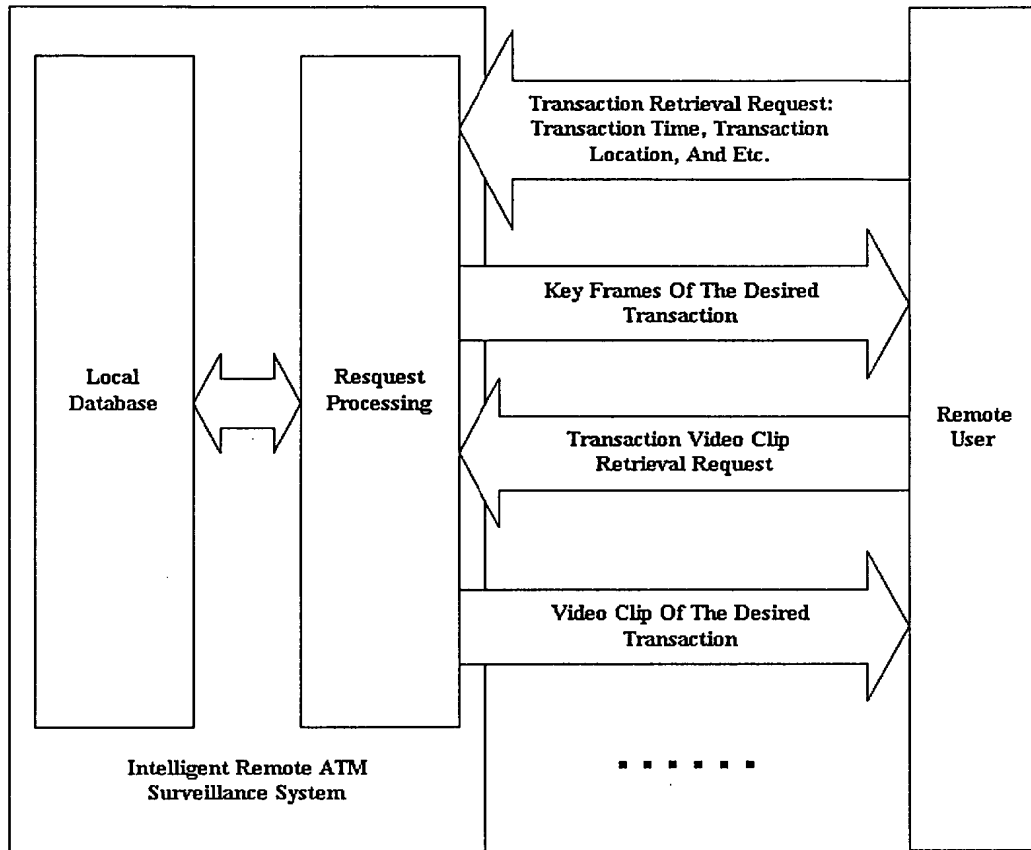 Transaction Retrieval Request:
Transaction Time, Transaction
Location, And Etc.
Key Frames Of The Desired
Transaction
Local
Database
Resquest
Processing
Transaction Video Clip
Retrieval Request
Remote
User
Video Clip Of The Desired
Transaction
Intelligent Remote ATM
Surveillance System